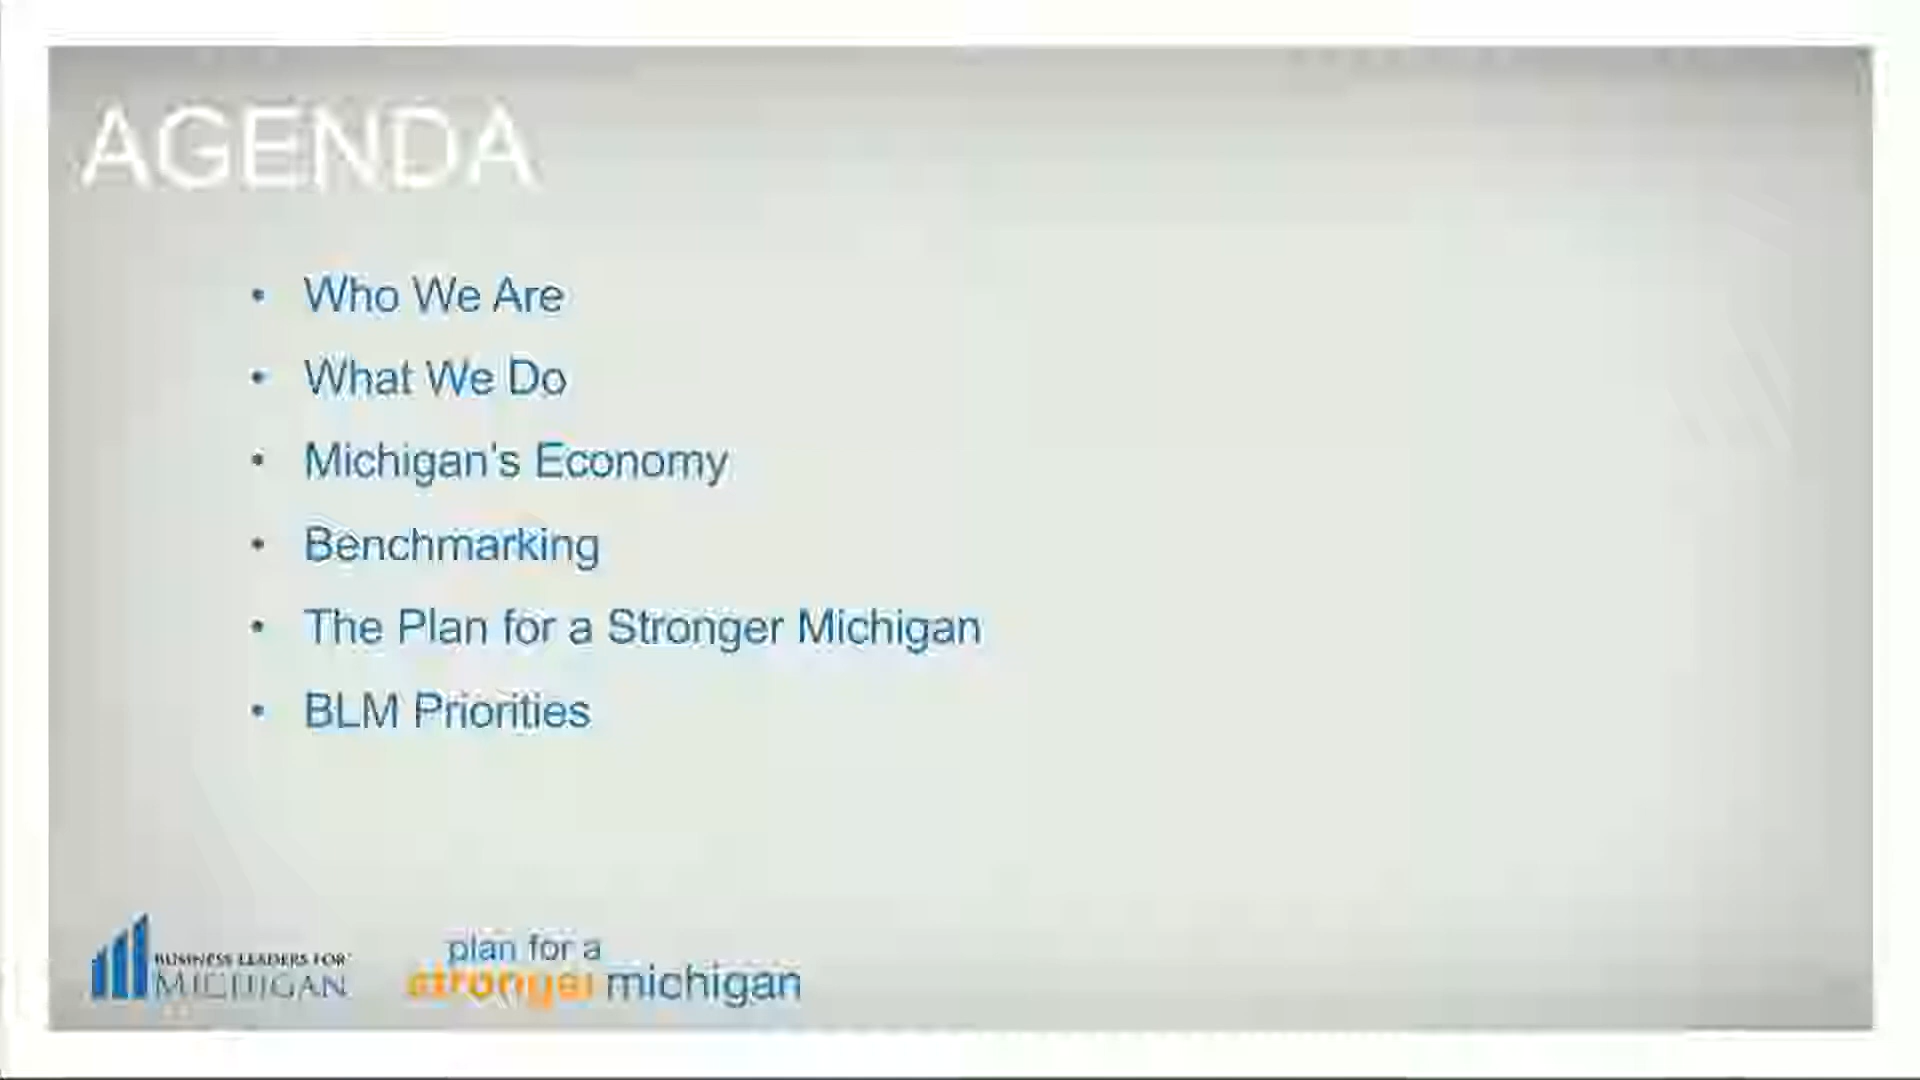 AGENDA
• Who We Are
• What We Do
• Michigan's Economy
• Benchmarking
• The Plan for a Stronger Michigan
• BLM Priorities
BUSINESS LEADERS FOR
MICHIGAN
plan for a
stronger michigan